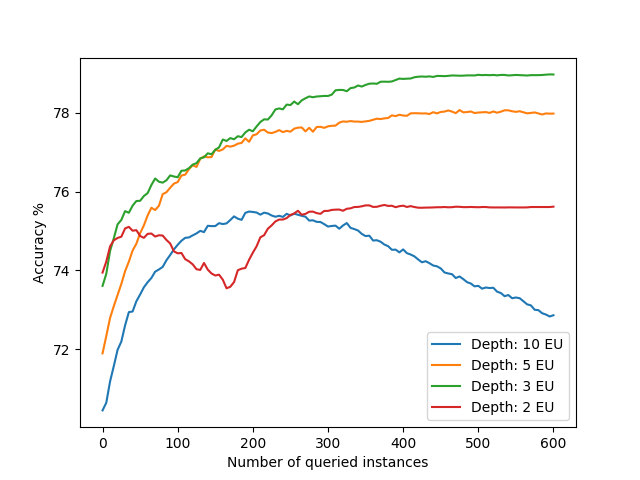 78
76
74
72
Accuracy %
0
100
200
300
400
500
600
Number of queried instances
Depth: 10 EU
Depth: 5 EU
Depth: 3 EU
Depth: 2 EU